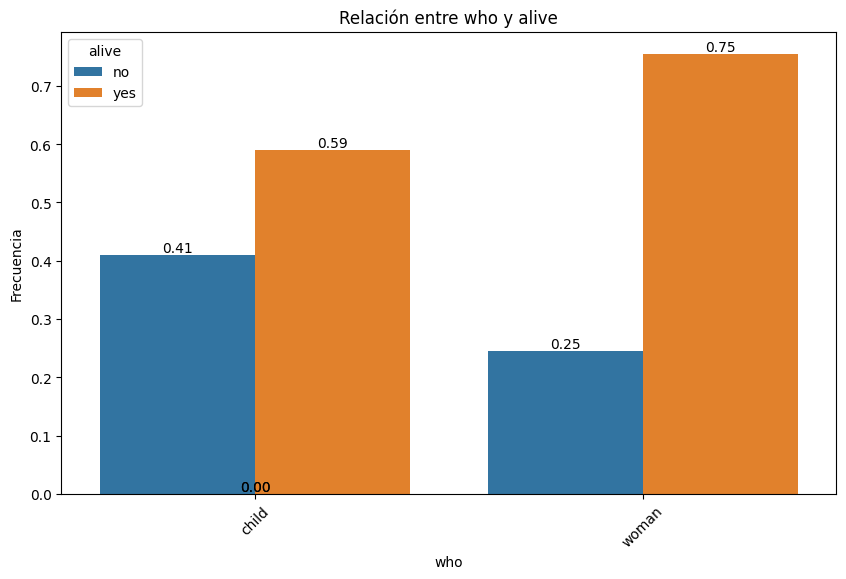 Relación entre who y alive
alive
no
yes
0.75
0.59
0.41
0.25
0.00
Frecuencia
0.7
0.6
0.5
0.4
0.3
0.2
0.1
0.0
child
woman
who